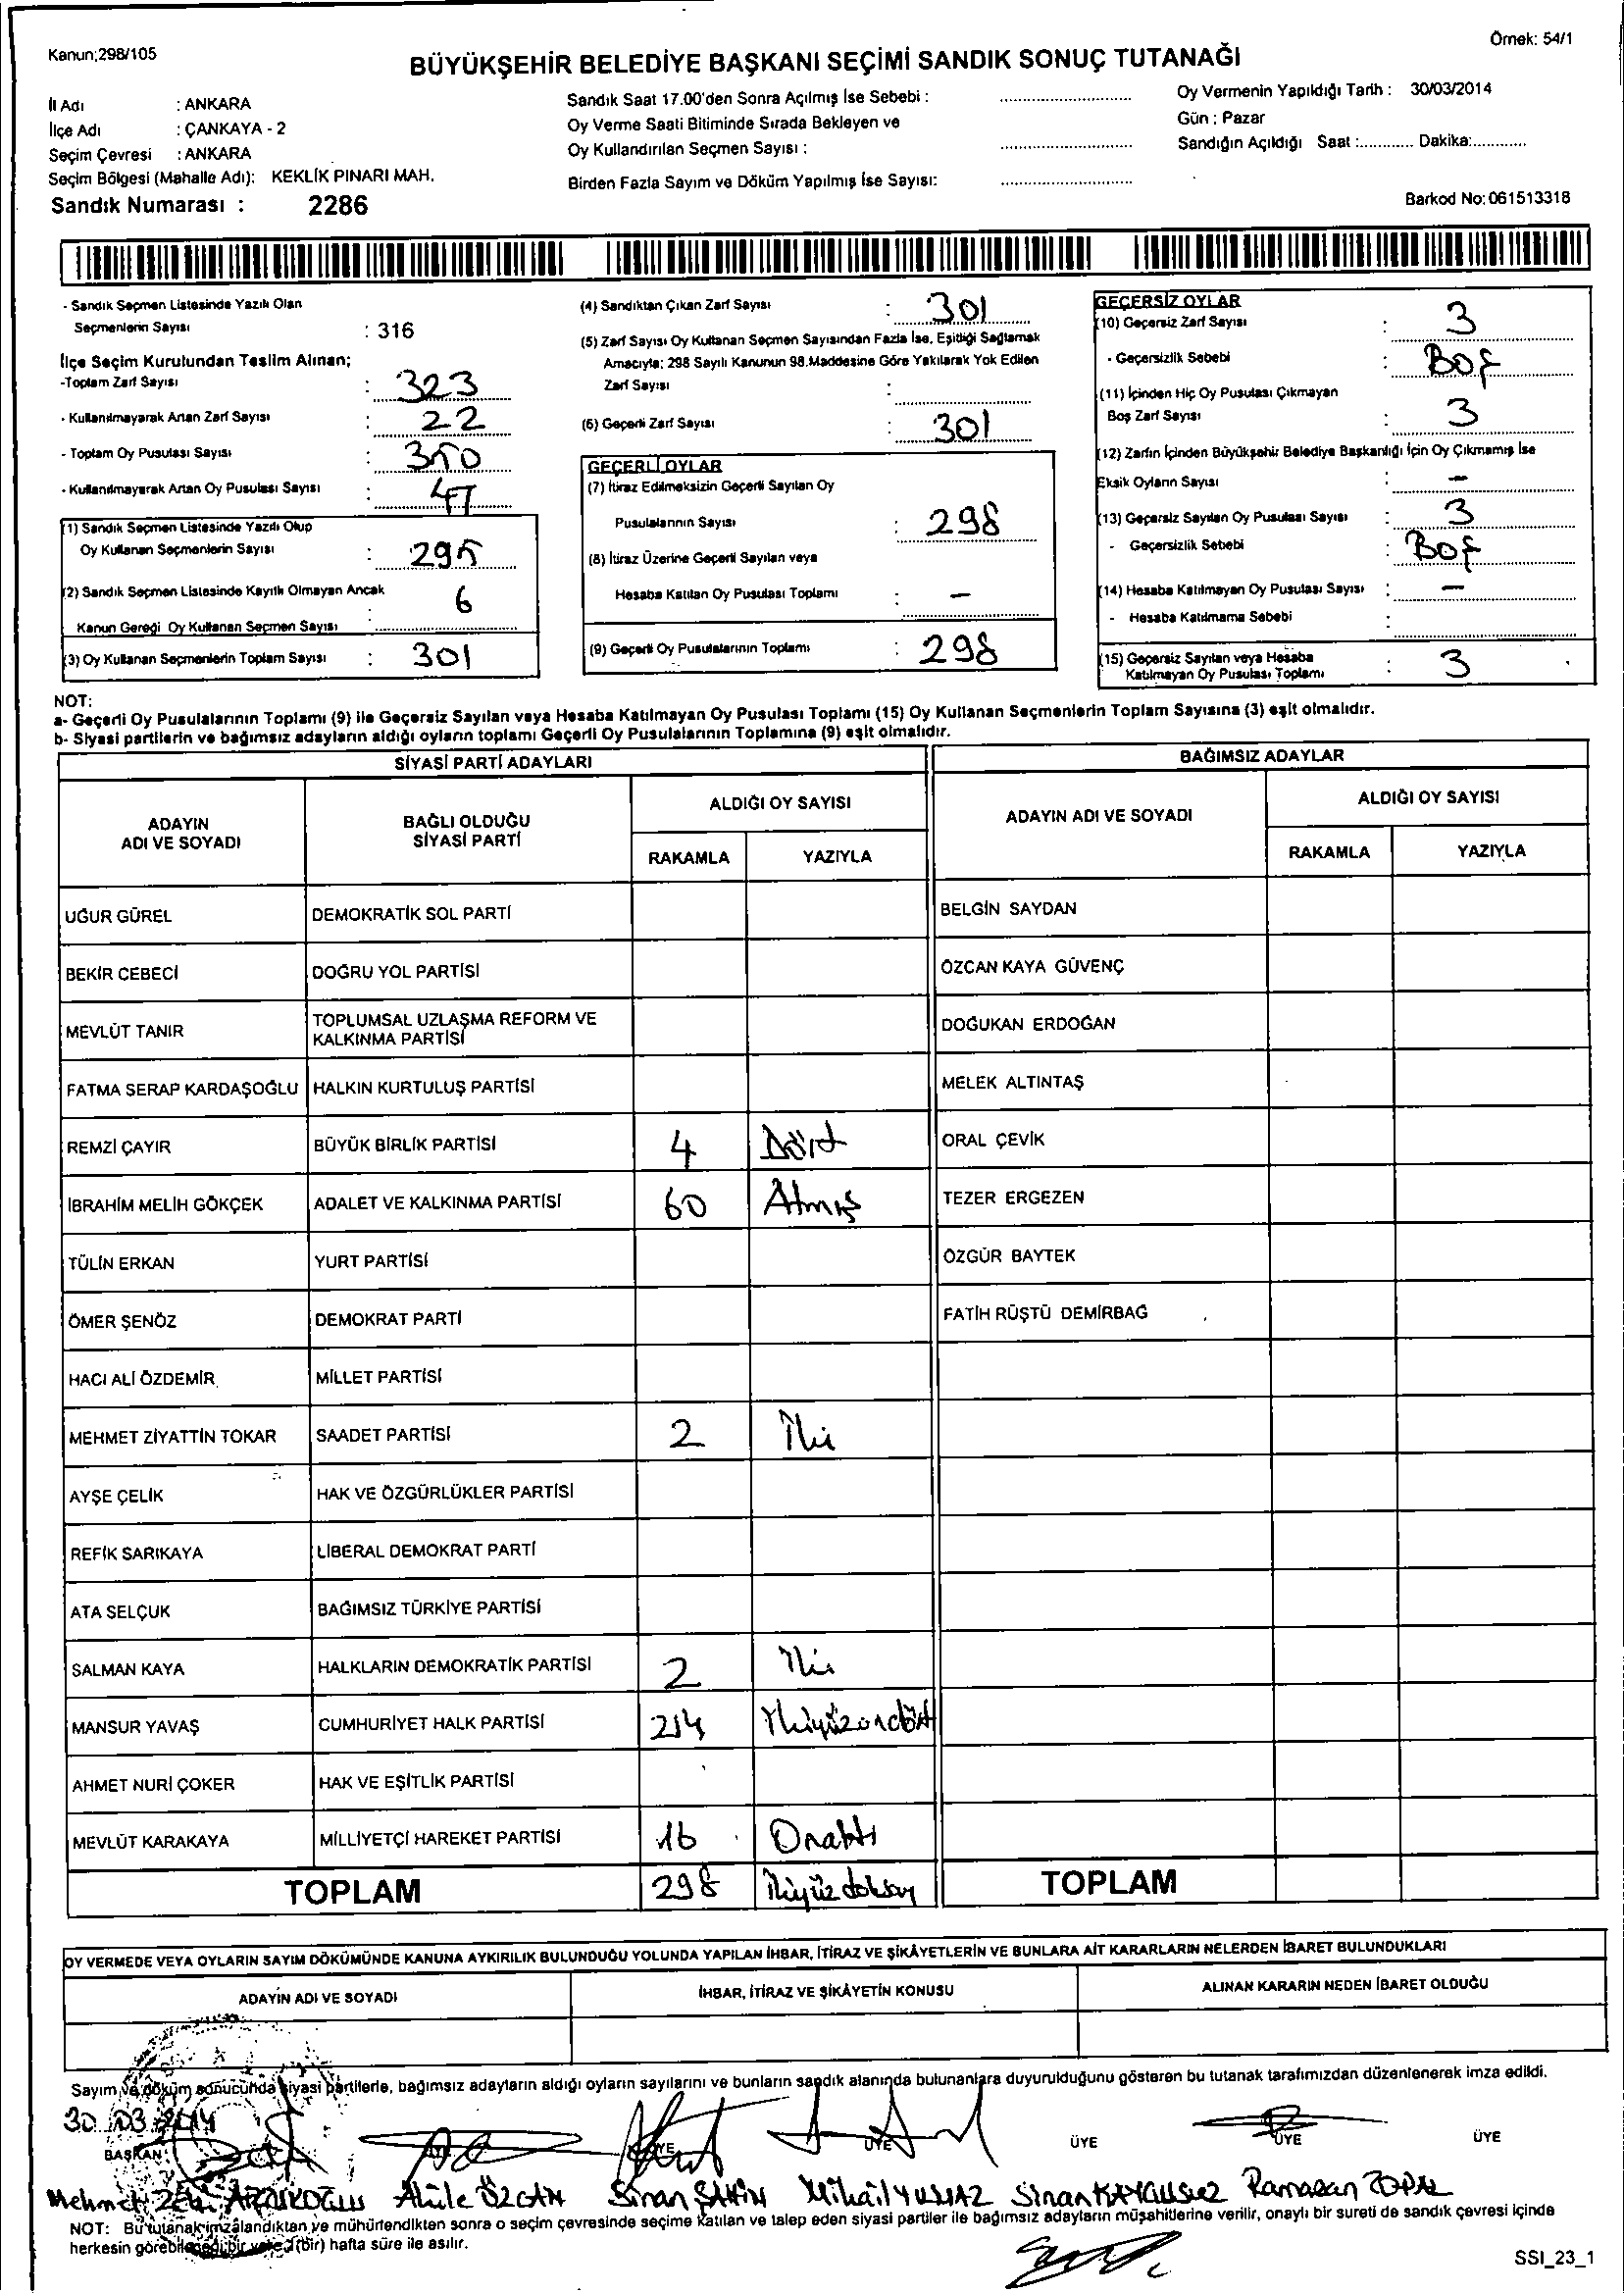 Kanun;298/105
Örnek: 54/1
BÜYÜKŞEHİR BELEDİYE BAŞKANI SEÇİMİ SANDIK SONUÇ TUTANAĞI
İl Adı : ANKARA
İlçe Adı : ÇANKAYA - 2
Seçim Çevresi : ANKARA
Seçim Bölgesi (Mahalle Adı): KEKLİK PINARI MAH.
Sandık Numarası : 2286
Sandık Saat 17.00'den Sonra Açılmış İse Sebebi :
Oy Verme Saati Bitiminde Sırada Bekleyen ve
Oy Kullandırılan Seçmen Sayısı :
Birden Fazla Sayım ve Döküm Yapılmış İse Sayısı:
Oy Vermenin Yapıldığı Tarih : 30/03/2014
Gün : Pazar
Sandığın Açıldığı Saat :............ Dakika:............
Barkod No: 061513318
- Sandık Seçmen Listesinde Yazılı Olan
Seçmenlerin Sayısı : 316
İlçe Seçim Kurulundan Teslim Alınan;
-Toplam Zarf Sayısı : 323
- Kullanılmayarak Artan Zarf Sayısı : 22
- Toplam Oy Pusulası Sayısı : 350
- Kullanılmayarak Artan Oy Pusulası Sayısı : 47
(1) Sandık Seçmen Listesinde Yazılı Olup
Oy Kullanan Seçmenlerin Sayısı : 295
(2) Sandık Seçmen Listesinde Kayıtlı Olmayan Ancak
Kanun Gereği Oy Kullanan Seçmen Sayısı : 6
(3) Oy Kullanan Seçmenlerin Toplam Sayısı : 301
(4) Sandıktan Çıkan Zarf Sayısı : 301
(5) Zarf Sayısı Oy Kullanan Seçmen Sayısından Fazla İse, Eşitliği Sağlamak
Amacıyla; 298 Sayılı Kanunun 98.Maddesine Göre Yakılarak Yok Edilen
Zarf Sayısı :
(6) Geçerli Zarf Sayısı : 301
GEÇERLİ OYLAR
(7) İtiraz Edilmeksizin Geçerli Sayılan Oy
Pusulalarının Sayısı : 298
(8) İtiraz Üzerine Geçerli Sayılan veya
Hesaba Katılan Oy Pusulası Toplamı : -
(9) Geçerli Oy Pusulalarının Toplamı : 298
GEÇERSİZ OYLAR
(10) Geçersiz Zarf Sayısı : 3
- Geçersizlik Sebebi : BOŞ
(11) İçinden Hiç Oy Pusulası Çıkmayan
Boş Zarf Sayısı : 3
(12) Zarfın İçinden Büyükşehir Belediye Başkanlığı İçin Oy Çıkmamış İse
Eksik Oyların Sayısı : -
(13) Geçersiz Sayılan Oy Pusulası Sayısı : 3
- Geçersizlik Sebebi : BOŞ
(14) Hesaba Katılmayan Oy Pusulası Sayısı : -
- Hesaba Katılmama Sebebi :
(15) Geçersiz Sayılan veya Hesaba
Katılmayan Oy Pusulası Toplamı : 3
NOT:
a- Geçerli Oy Pusulalarının Toplamı (9) ile Geçersiz Sayılan veya Hesaba Katılmayan Oy Pusulası Toplamı (15) Oy Kullanan Seçmenlerin Toplam Sayısına (3) eşit olmalıdır.
b- Siyasi partilerin ve bağımsız adayların aldığı oyların toplamı Geçerli Oy Pusulalarının Toplamına (9) eşit olmalıdır.
SİYASİ PARTİ ADAYLARI
ADAYIN ADI VE SOYADI
BAĞLI OLDUĞU SİYASİ PARTİ
ALDIĞI OY SAYISI
RAKAMLA YAZIYLA
UĞUR GÜREL DEMOKRATİK SOL PARTİ
BEKİR CEBECİ DOĞRU YOL PARTİSİ
MEVLÜT TANIR TOPLUMSAL UZLAŞMA REFORM VE
KALKINMA PARTİSİ
FATMA SERAP KARDAŞOĞLU HALKIN KURTULUŞ PARTİSİ
REMZİ ÇAYIR BÜYÜK BİRLİK PARTİSİ 4 Dört
İBRAHİM MELİH GÖKÇEK ADALET VE KALKINMA PARTİSİ 60 Atmış
TÜLİN ERKAN YURT PARTİSİ
ÖMER ŞENÖZ DEMOKRAT PARTİ
HACI ALİ ÖZDEMİR MİLLET PARTİSİ
MEHMET ZİYATTİN TOKAR SAADET PARTİSİ 2 İki
AYŞE ÇELİK HAK VE ÖZGÜRLÜKLER PARTİSİ
REFİK SARIKAYA LİBERAL DEMOKRAT PARTİ
ATA SELÇUK BAĞIMSIZ TÜRKİYE PARTİSİ
SALMAN KAYA HALKLARIN DEMOKRATİK PARTİSİ 2 İki
MANSUR YAVAŞ CUMHURİYET HALK PARTİSİ 214 İkiyüzondört
AHMET NURİ ÇOKER HAK VE EŞİTLİK PARTİSİ
MEVLÜT KARAKAYA MİLLİYETÇİ HAREKET PARTİSİ 16 Onaltı
TOPLAM 298 İkiyüz doksan
BAĞIMSIZ ADAYLAR
ADAYIN ADI VE SOYADI
ALDIĞI OY SAYISI
RAKAMLA YAZIYLA
BELGİN SAYDAN
ÖZCAN KAYA GÜVENÇ
DOĞUKAN ERDOĞAN
MELEK ALTINTAŞ
ORAL ÇEVİK
TEZER ERGEZEN
ÖZGÜR BAYTEK
FATİH RÜŞTÜ DEMİRBAĞ
TOPLAM
OY VERMEDE VEYA OYLARIN SAYIM DÖKÜMÜNDE KANUNA AYKIRILIK BULUNDUĞU YOLUNDA YAPILAN İHBAR, İTİRAZ VE ŞİKÂYETLERİN VE BUNLARA AİT KARARLARIN NELERDEN İBARET BULUNDUKLARI
ADAYIN ADI VE SOYADI
İHBAR, İTİRAZ VE ŞİKÂYETİN KONUSU
ALINAN KARARIN NEDEN İBARET OLDUĞU
Sayım ve döküm sonucunda siyasi partilerle, bağımsız adayların aldığı oyların sayılarını ve bunların sandık alanında bulunanlara duyurulduğunu gösteren bu tutanak tarafımızdan düzenlenerek imza edildi.
30.03.2014
BAŞKAN ÜYE ÜYE ÜYE ÜYE ÜYE
Mehmet Zeki ÖZCAN Sinan ŞAHİN Mihail YILMAZ Sinan KAYGUSUZ Ramazan TOPAL
NOT: Bu tutanak imzalandıktan ve mühürlendikten sonra o seçim çevresinde seçime katılan ve talep eden siyasi partiler ile bağımsız adayların müşahitlerine verilir, onaylı bir sureti de sandık çevresi içinde
herkesin görebileceği bir yere 1(bir) hafta süre ile asılır.
SSI_23_1